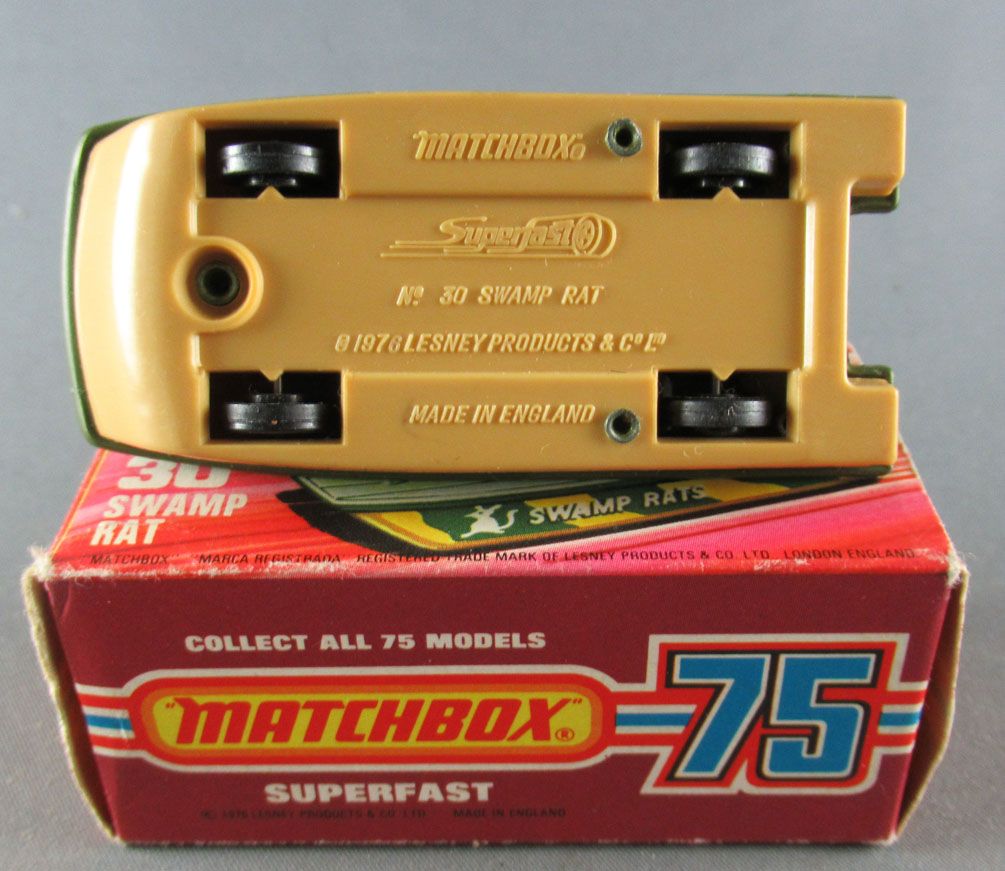 "MATCHBOX"®
Superfast
Nº 30 SWAMP RAT
© 1976 LESNEY PRODUCTS & Cº Lᴰ
MADE IN ENGLAND
30
SWAMP
RAT
SWAMP RATS
"MATCHBOX" MARCA REGISTRADA REGISTERED TRADE MARK OF LESNEY PRODUCTS & CO. LTD. LONDON ENGLAND
COLLECT ALL 75 MODELS
"MATCHBOX"®
75
SUPERFAST
© 1976 LESNEY PRODUCTS & CO. LTD. MADE IN ENGLAND